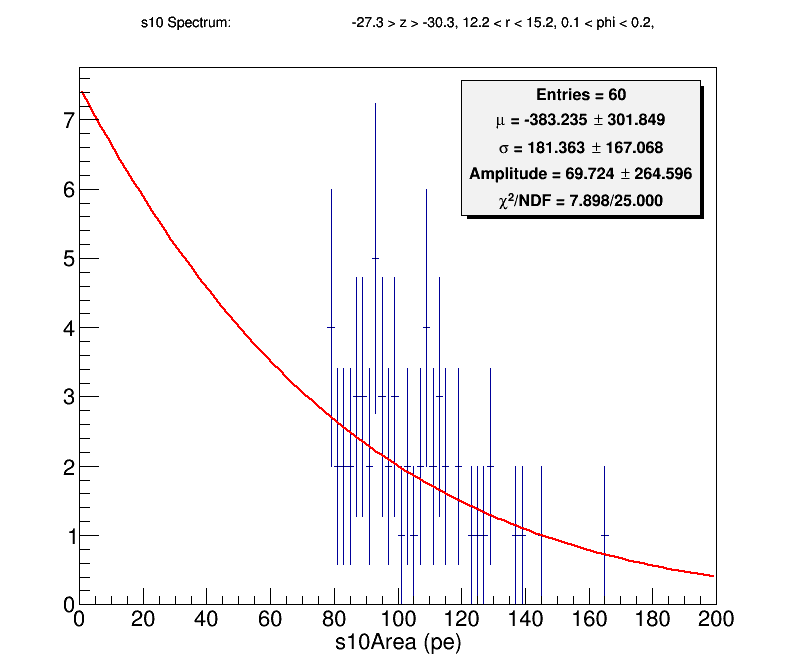 s10 Spectrum: -27.3 > z > -30.3, 12.2 < r < 15.2, 0.1 < phi < 0.2,
Entries = 60
μ = -383.235 ± 301.849
σ = 181.363 ± 167.068
Amplitude = 69.724 ± 264.596
χ²/NDF = 7.898/25.000
7
6
5
4
3
2
1
0
0 20 40 60 80 100 120 140 160 180 200
s10Area (pe)